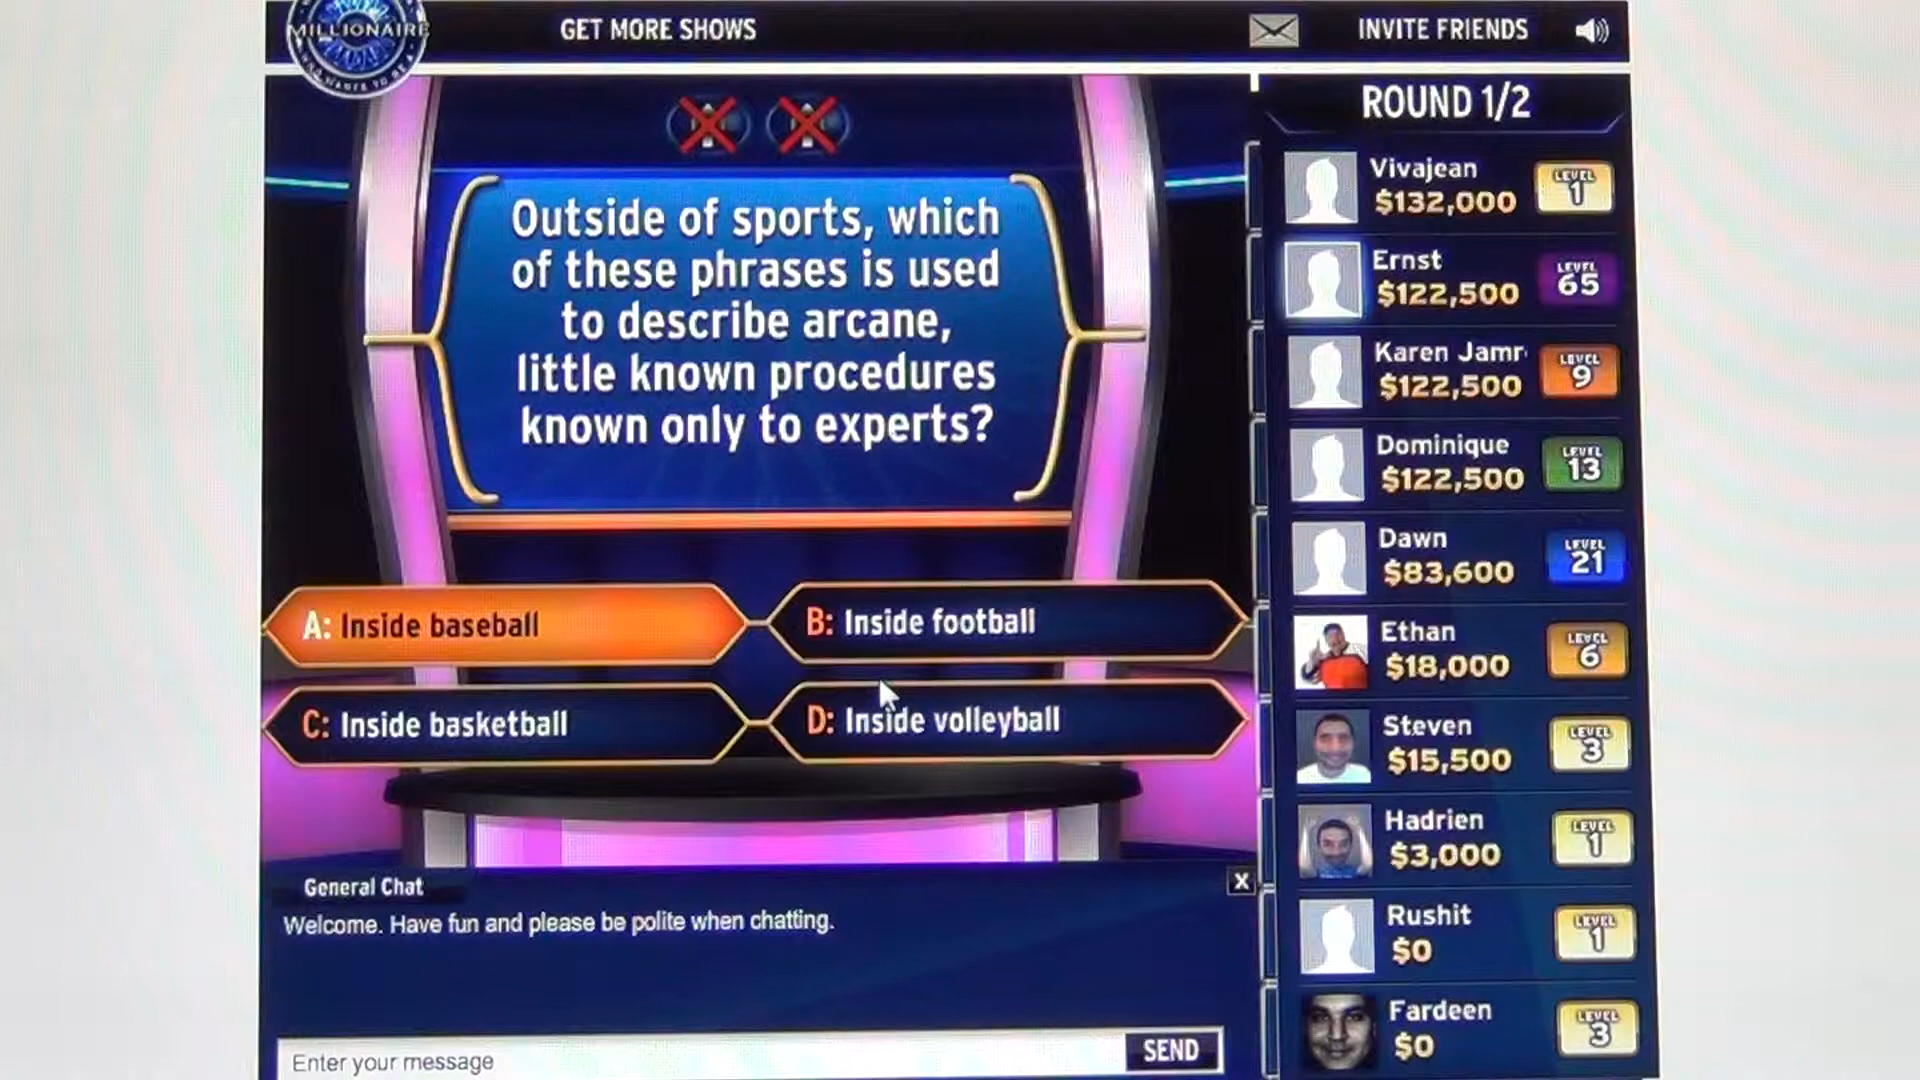 MILLIONAIRE
WANTS TO BE A
GET MORE SHOWS
INVITE FRIENDS
Outside of sports, which
of these phrases is used
to describe arcane,
little known procedures
known only to experts?
A: Inside baseball
B: Inside football
C: Inside basketball
D: Inside volleyball
General Chat
X
Welcome. Have fun and please be polite when chatting.
Enter your message
SEND
ROUND 1/2
Vivajean
$132,000
LEVEL
1
Ernst
$122,500
LEVEL
65
Karen Jamr
$122,500
LEVEL
9
Dominique
$122,500
LEVEL
13
Dawn
$83,600
LEVEL
21
Ethan
$18,000
LEVEL
6
Steven
$15,500
LEVEL
3
Hadrien
$3,000
LEVEL
1
Rushit
$0
LEVEL
1
Fardeen
$0
LEVEL
3